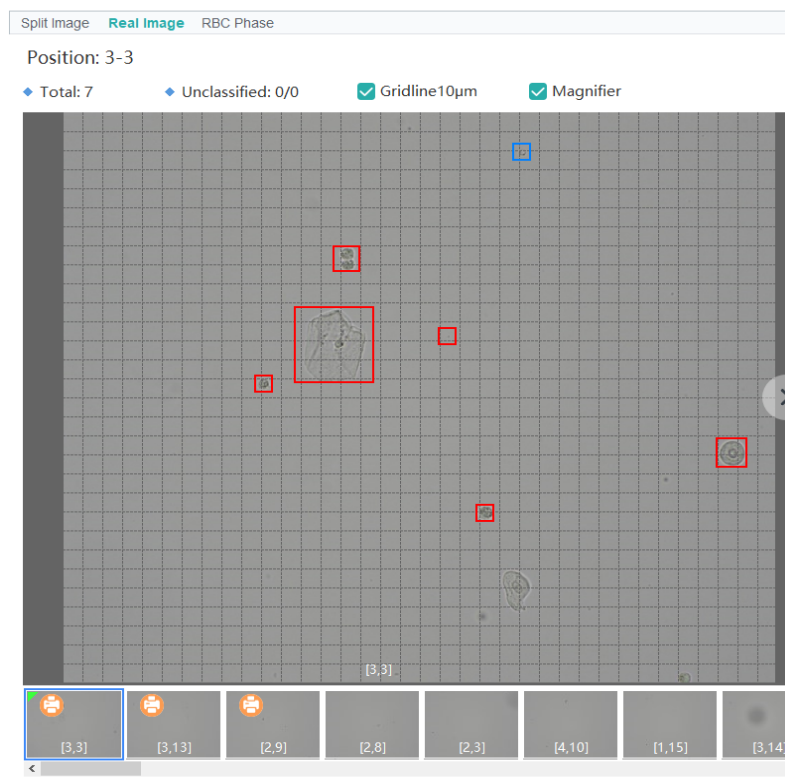 Split Image Real Image RBC Phase
Position: 3-3
Total: 7 Unclassified: 0/0 Gridline10μm Magnifier
[3,3]
[3,3] [3,13] [2,9] [2,8] [2,3] [4,10] [1,15] [3,14]